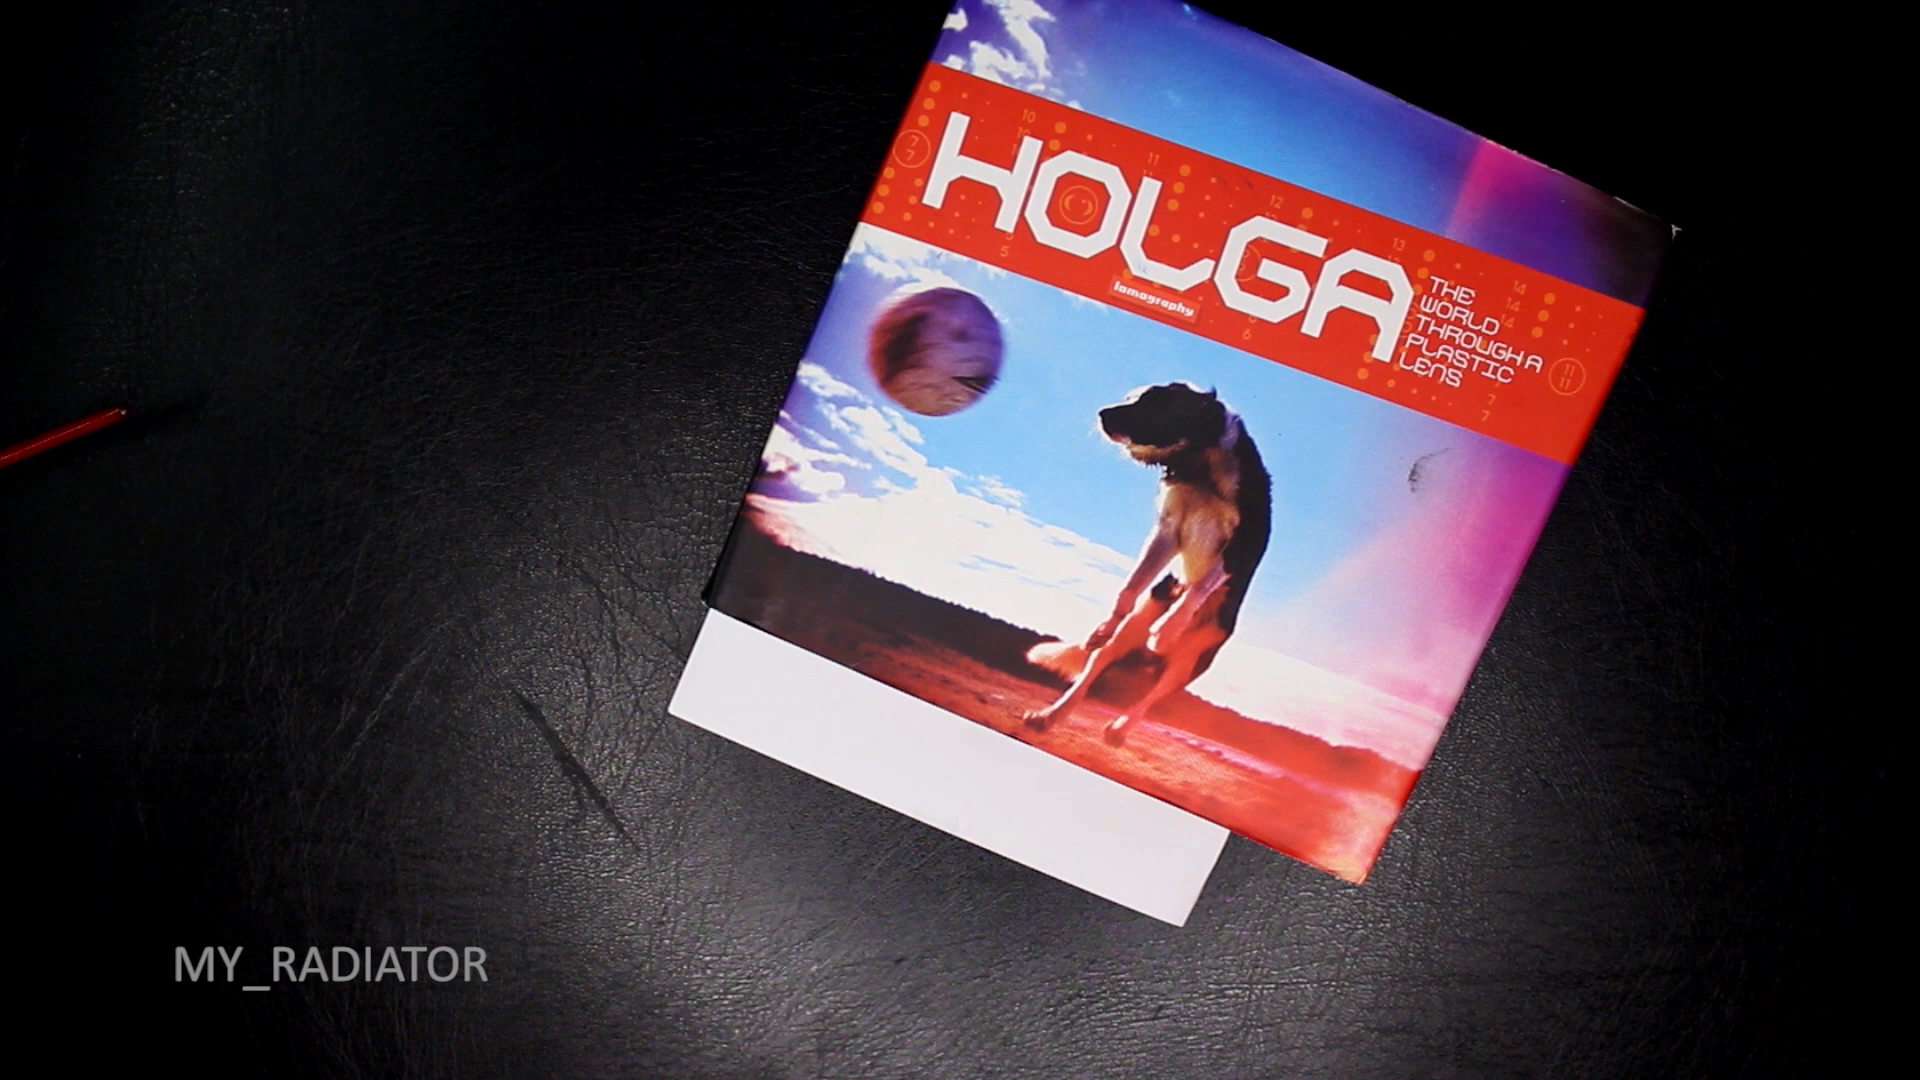 HOLGA
THE
WORLD
THROUGH A
PLASTIC
LENS
lomography
MY_RADIATOR